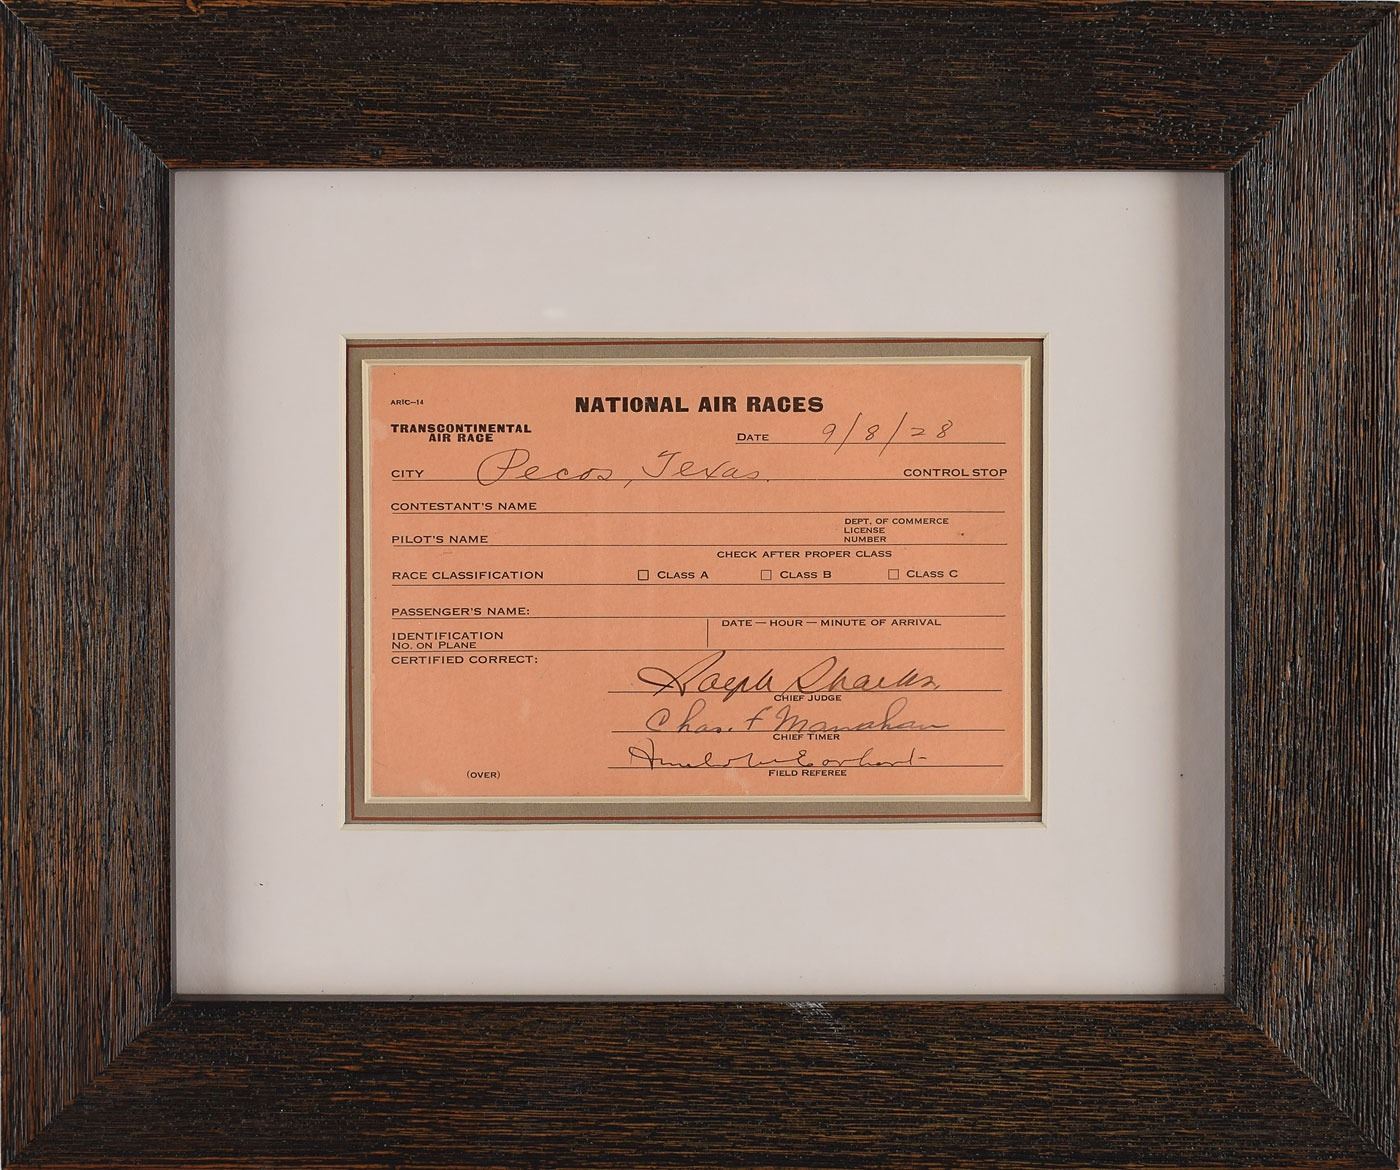 ARIC—14
NATIONAL AIR RACES
TRANSCONTINENTAL
AIR RACE
DATE 9/8/28
CITY Pecos, Texas. CONTROL STOP
CONTESTANT'S NAME
DEPT. OF COMMERCE
LICENSE
PILOT'S NAME NUMBER
CHECK AFTER PROPER CLASS
RACE CLASSIFICATION CLASS A CLASS B CLASS C
PASSENGER'S NAME:
DATE — HOUR — MINUTE OF ARRIVAL
IDENTIFICATION
NO. ON PLANE
CERTIFIED CORRECT:
Ralph
CHIEF JUDGE
Chas. F Manahan
CHIEF TIMER
Amelia Earhart
(OVER) FIELD REFEREE